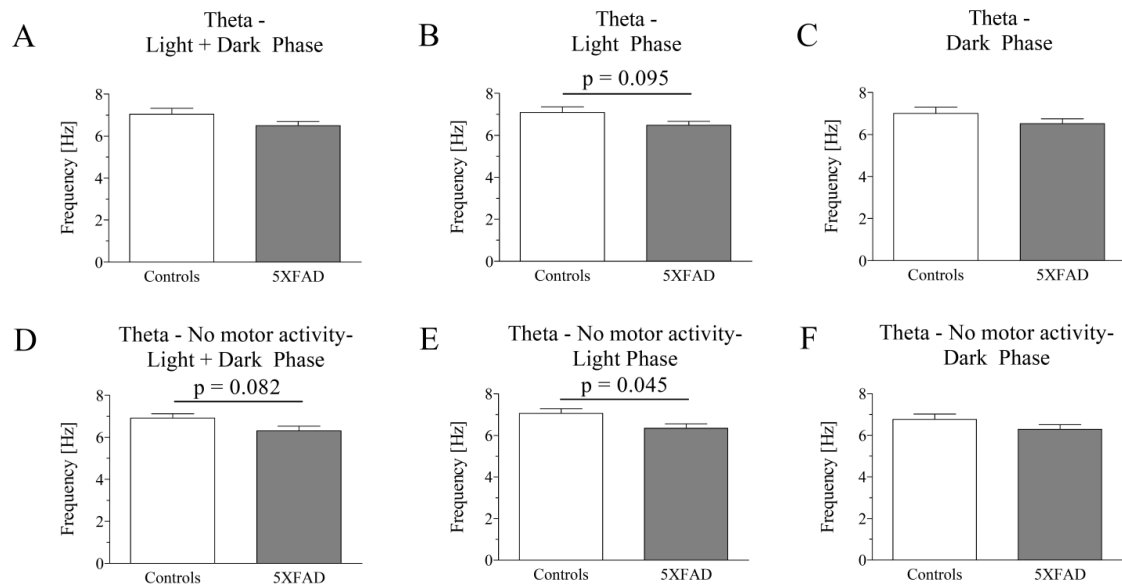 A
Theta -
Light + Dark Phase
Frequency [Hz]
8
6
4
2
0
Controls
5XFAD
B
Theta -
Light Phase
p = 0.095
Frequency [Hz]
8
6
4
2
0
Controls
5XFAD
C
Theta -
Dark Phase
Frequency [Hz]
8
6
4
2
0
Controls
5XFAD
D
Theta - No motor activity-
Light + Dark Phase
p = 0.082
Frequency [Hz]
8
6
4
2
0
Controls
5XFAD
E
Theta - No motor activity-
Light Phase
p = 0.045
Frequency [Hz]
8
6
4
2
0
Controls
5XFAD
F
Theta - No motor activity-
Dark Phase
Frequency [Hz]
8
6
4
2
0
Controls
5XFAD